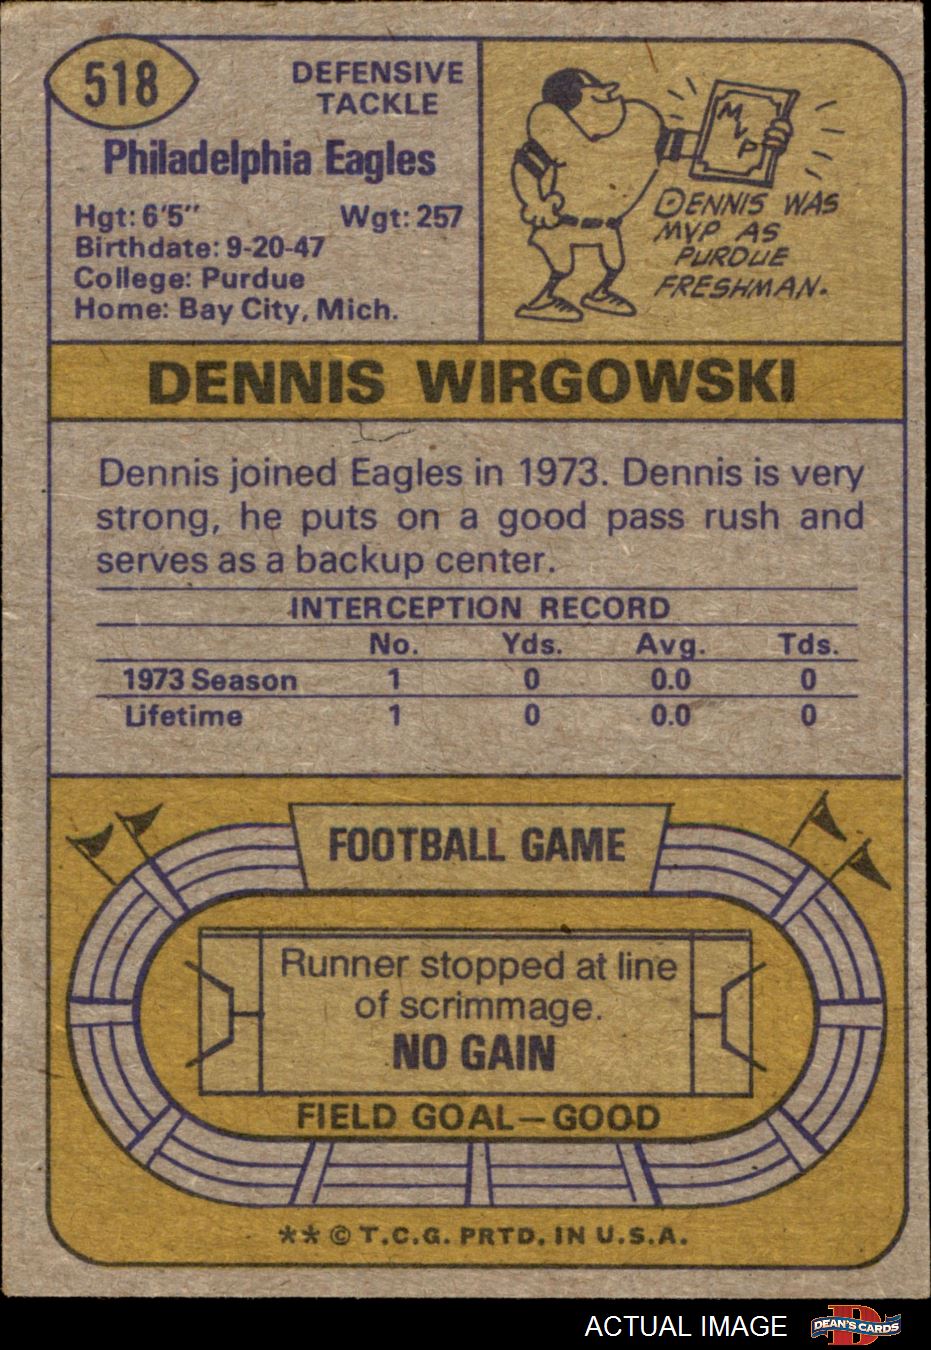 518
DEFENSIVE
TACKLE
Philadelphia Eagles
Hgt: 6'5" Wgt: 257
Birthdate: 9-20-47
College: Purdue
Home: Bay City, Mich.
MVP
DENNIS WAS
MVP AS
PURDUE
FRESHMAN.
DENNIS WIRGOWSKI
Dennis joined Eagles in 1973. Dennis is very
strong, he puts on a good pass rush and
serves as a backup center.
INTERCEPTION RECORD
No. Yds. Avg. Tds.
1973 Season 1 0 0.0 0
Lifetime 1 0 0.0 0
FOOTBALL GAME
Runner stopped at line
of scrimmage.
NO GAIN
FIELD GOAL—GOOD
** © T.C.G. PRTD. IN U.S.A.
ACTUAL IMAGE
D
DEAN'S CARDS